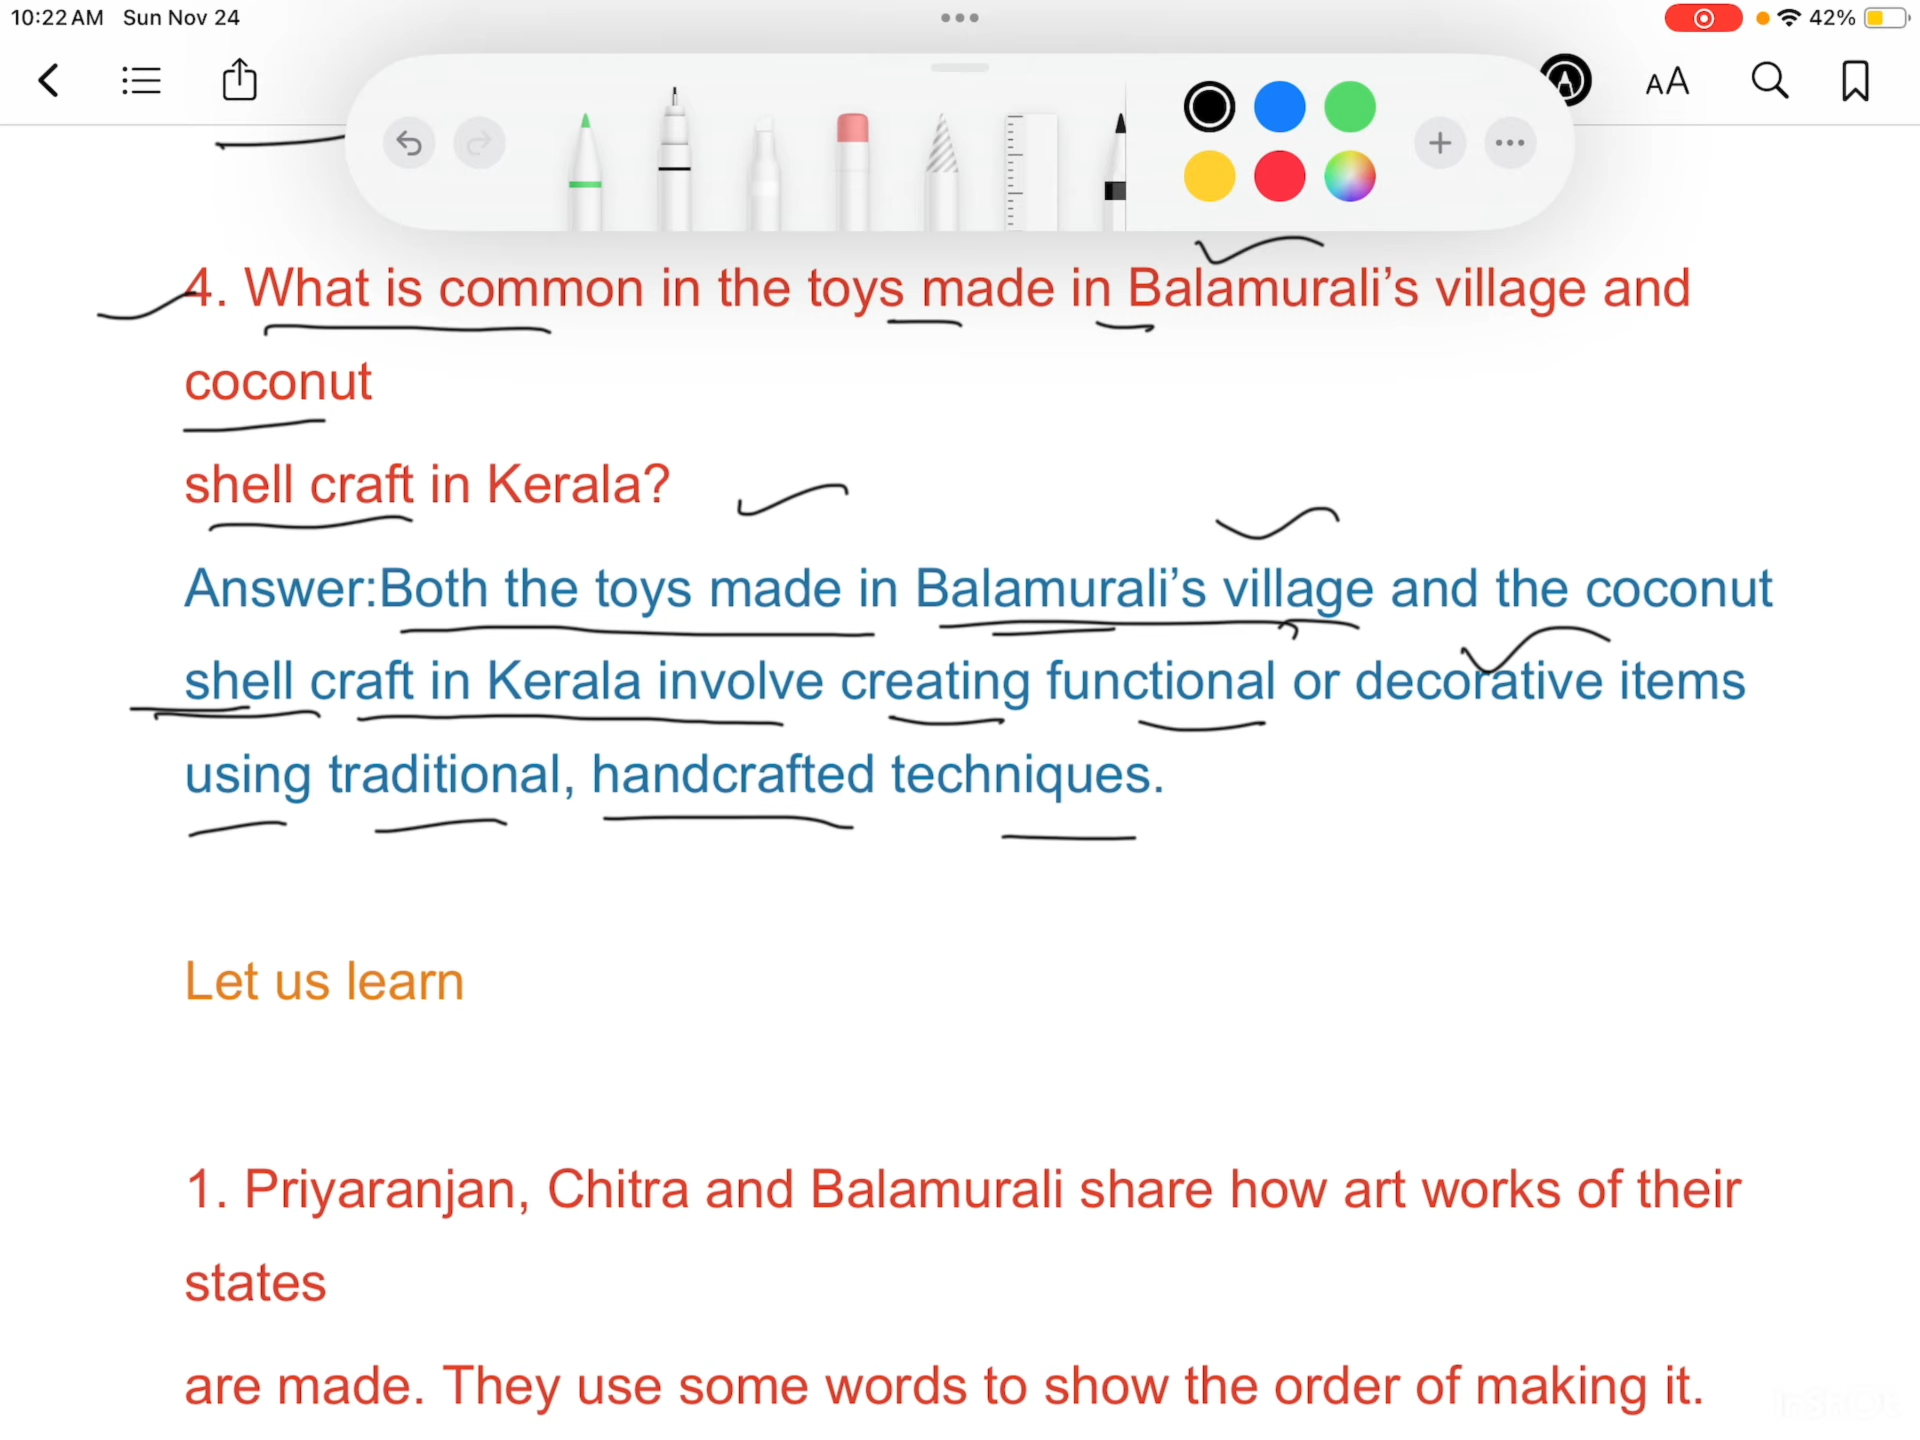 10:22 AM Sun Nov 24
42%
AA
4. What is common in the toys made in Balamurali’s village and
coconut
shell craft in Kerala?
Answer:Both the toys made in Balamurali’s village and the coconut
shell craft in Kerala involve creating functional or decorative items
using traditional, handcrafted techniques.
Let us learn
1. Priyaranjan, Chitra and Balamurali share how art works of their
states
are made. They use some words to show the order of making it.